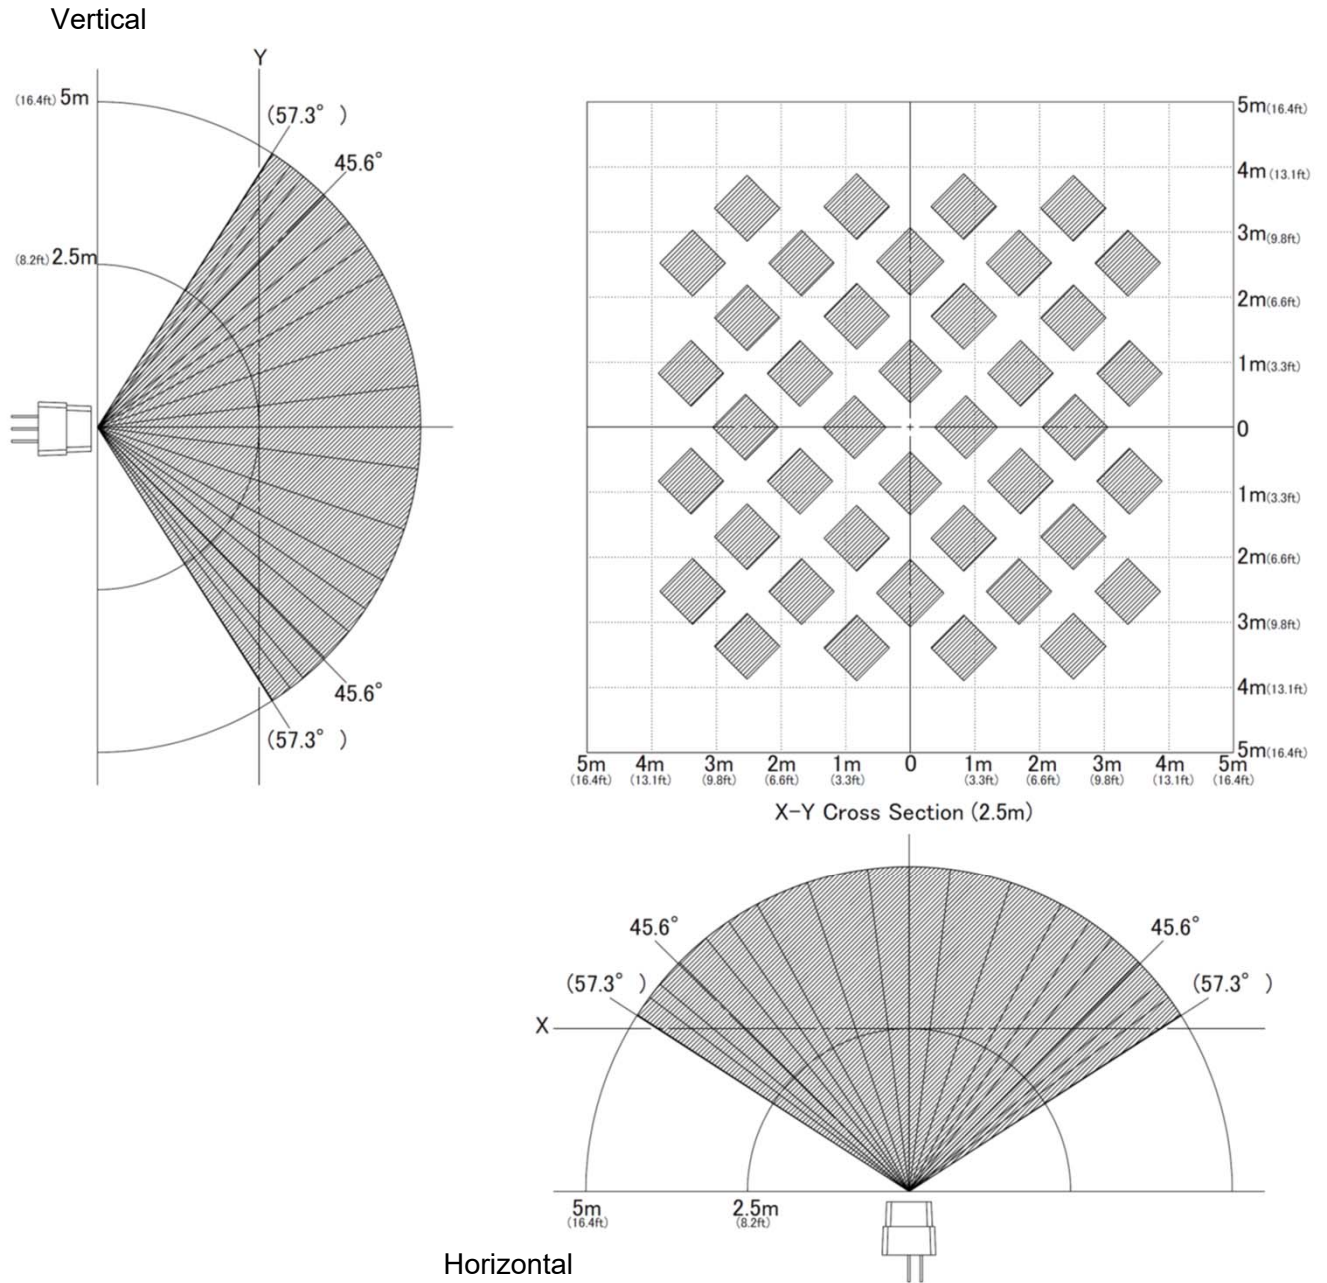 Vertical
Y
(16.4ft) 5m
(57.3° )
45.6°
(8.2ft) 2.5m
45.6°
(57.3° )
5m(16.4ft)
4m(13.1ft)
3m(9.8ft)
2m(6.6ft)
1m(3.3ft)
0
1m(3.3ft)
2m(6.6ft)
3m(9.8ft)
4m(13.1ft)
5m(16.4ft)
5m 4m 3m 2m 1m 0 1m 2m 3m 4m 5m
(16.4ft) (13.1ft) (9.8ft) (6.6ft) (3.3ft) (3.3ft) (6.6ft) (9.8ft) (13.1ft) (16.4ft)
X-Y Cross Section (2.5m)
45.6° 45.6°
(57.3° ) (57.3° )
X
5m 2.5m
(16.4ft) (8.2ft)
Horizontal